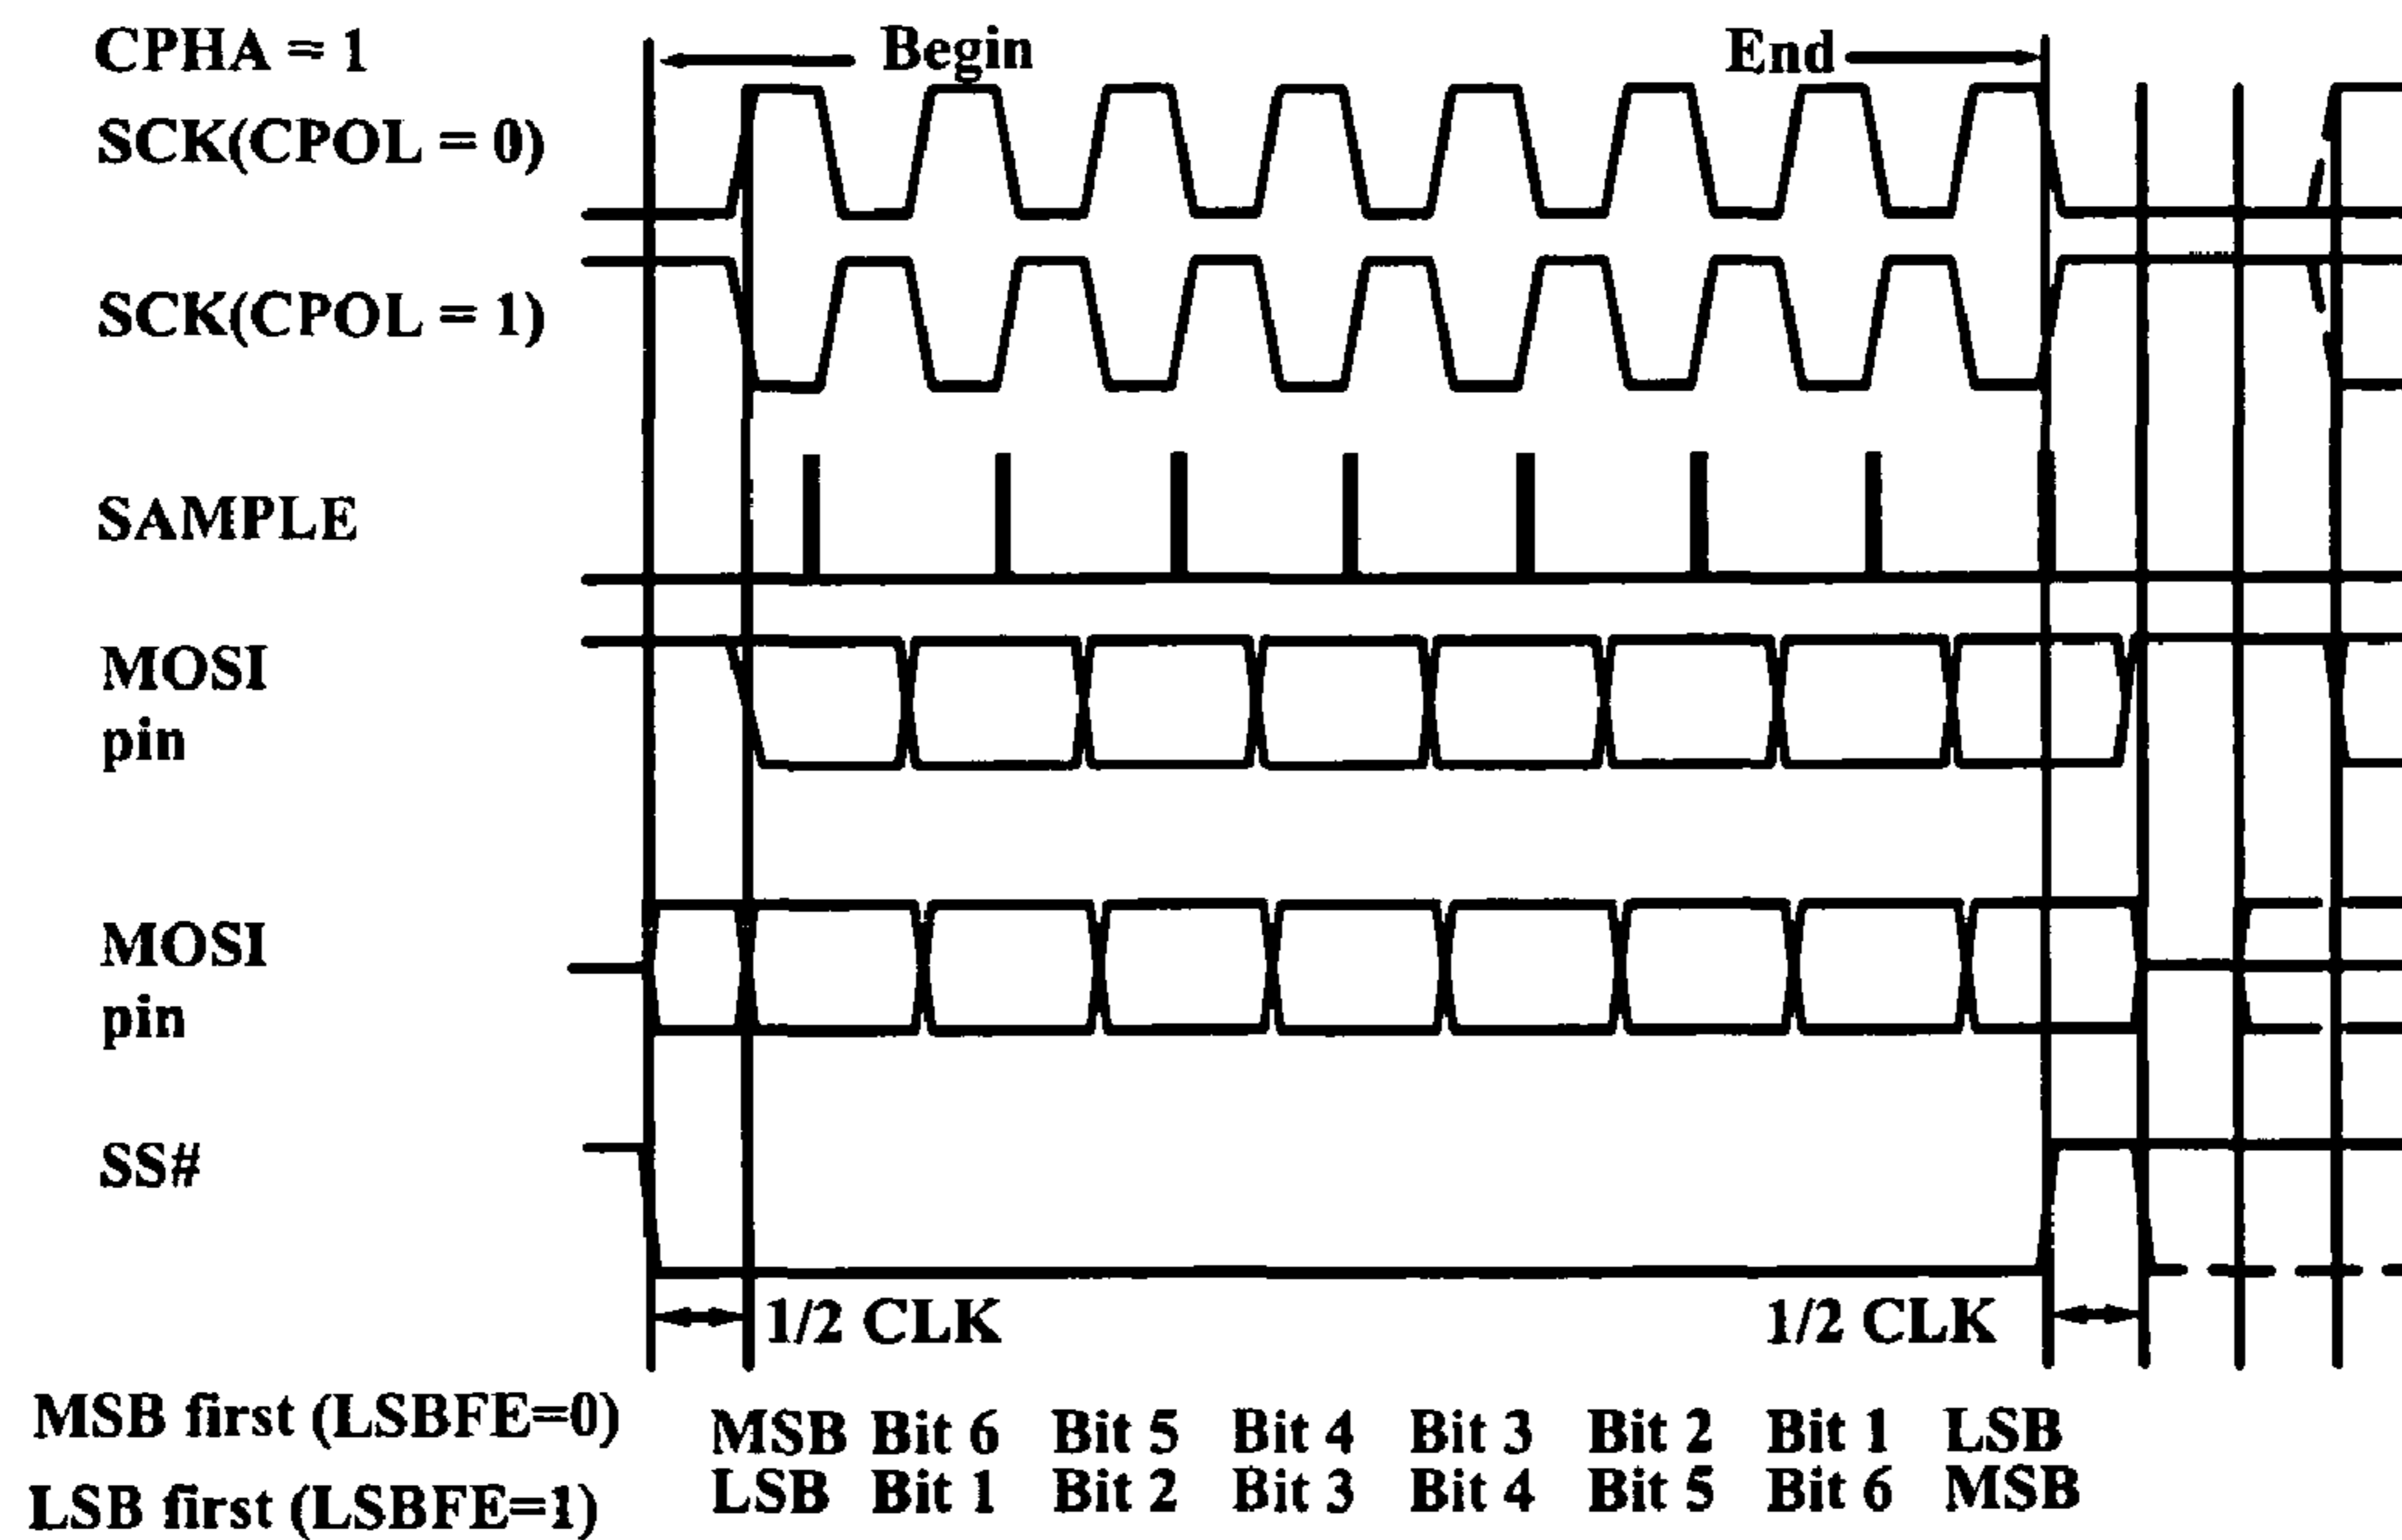 CPHA = 1
Begin
End
SCK(CPOL = 0)
SCK(CPOL = 1)
SAMPLE
MOSI
pin
MOSI
pin
SS#
1/2 CLK
1/2 CLK
MSB first (LSBFE=0)
MSB Bit 6 Bit 5 Bit 4 Bit 3 Bit 2 Bit 1 LSB
LSB first (LSBFE=1)
LSB Bit 1 Bit 2 Bit 3 Bit 4 Bit 5 Bit 6 MSB